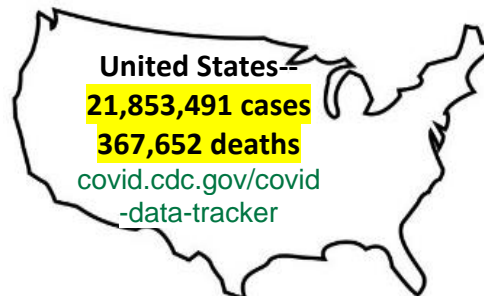 United States--
21,853,491 cases
367,652 deaths
covid.cdc.gov/covid
-data-tracker